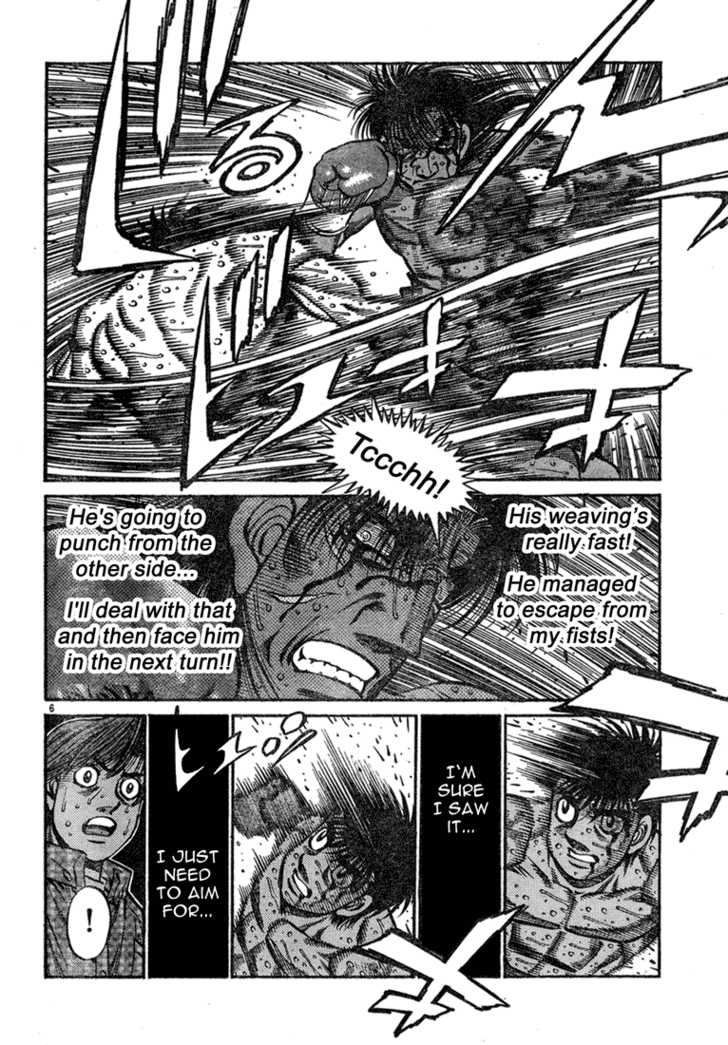 Tccchh!
His weaving's
really fast!
He managed
to escape from
my fists!
He's going to
punch from the
other side...
I'll deal with that
and then face him
in the next turn!!
6
I'M
SURE
I SAW
IT...
I JUST
NEED
TO AIM
FOR...
!